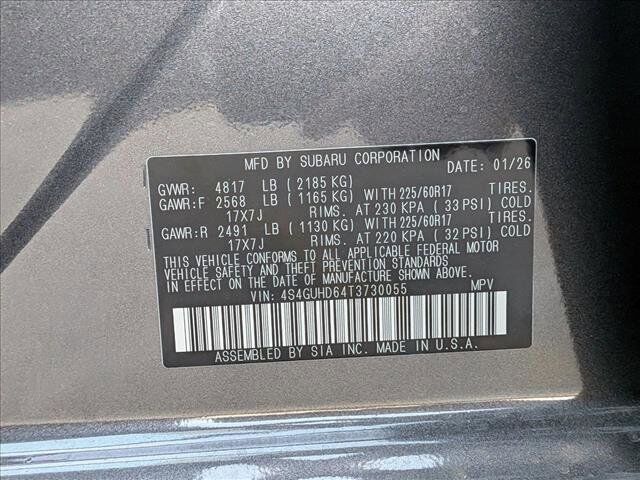 MFD BY SUBARU CORPORATION DATE: 01/26
GVWR: 4817 LB (2185 KG)
GAWR:F 2568 LB (1165 KG) WITH 225/60R17 TIRES.
17X7J RIMS. AT 230 KPA (33 PSI) COLD
GAWR:R 2491 LB (1130 KG) WITH 225/60R17 TIRES.
17X7J RIMS. AT 220 KPA (32 PSI) COLD
THIS VEHICLE CONFORMS TO ALL APPLICABLE FEDERAL MOTOR
VEHICLE SAFETY AND THEFT PREVENTION STANDARDS
IN EFFECT ON THE DATE OF MANUFACTURE SHOWN ABOVE.
VIN: 4S4GUHD64T3730055 MPV
ASSEMBLED BY SIA INC. MADE IN U.S.A.